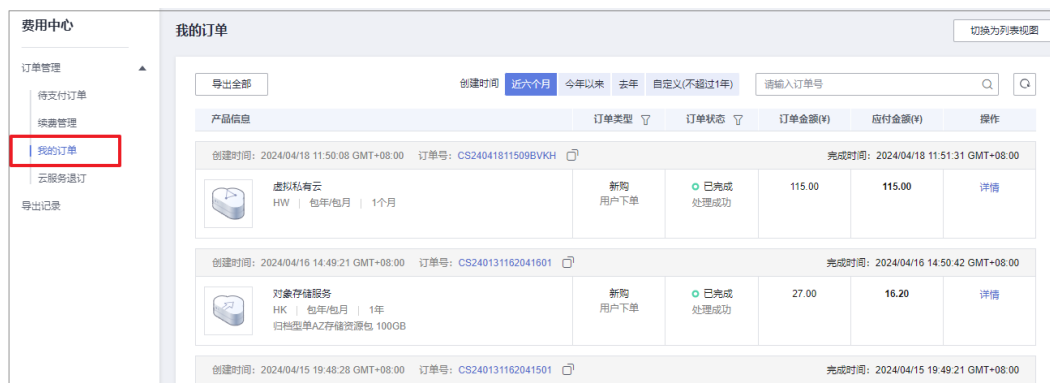 费用中心
我的订单
切换为列表视图
订单管理
待支付订单
续费管理
我的订单
云服务退订
导出记录
导出全部
创建时间 近六个月 今年以来 去年 自定义(不超过1年) 请输入订单号
产品信息 订单类型 订单状态 订单金额(¥) 应付金额(¥) 操作
创建时间: 2024/04/18 11:50:08 GMT+08:00 订单号: CS24041811509BVKH 完成时间: 2024/04/18 11:51:31 GMT+08:00
虚拟私有云 新购 已完成 115.00 115.00 详情
HW | 包年/包月 | 1个月 用户下单 处理成功
创建时间: 2024/04/16 14:49:21 GMT+08:00 订单号: CS240131162041601 完成时间: 2024/04/16 14:50:42 GMT+08:00
对象存储服务 新购 已完成 27.00 16.20 详情
HK | 包年/包月 | 1年 用户下单 处理成功
归档型单AZ存储资源包 100GB
创建时间: 2024/04/15 19:48:28 GMT+08:00 订单号: CS240131162041501 完成时间: 2024/04/15 19:49:21 GMT+08:00